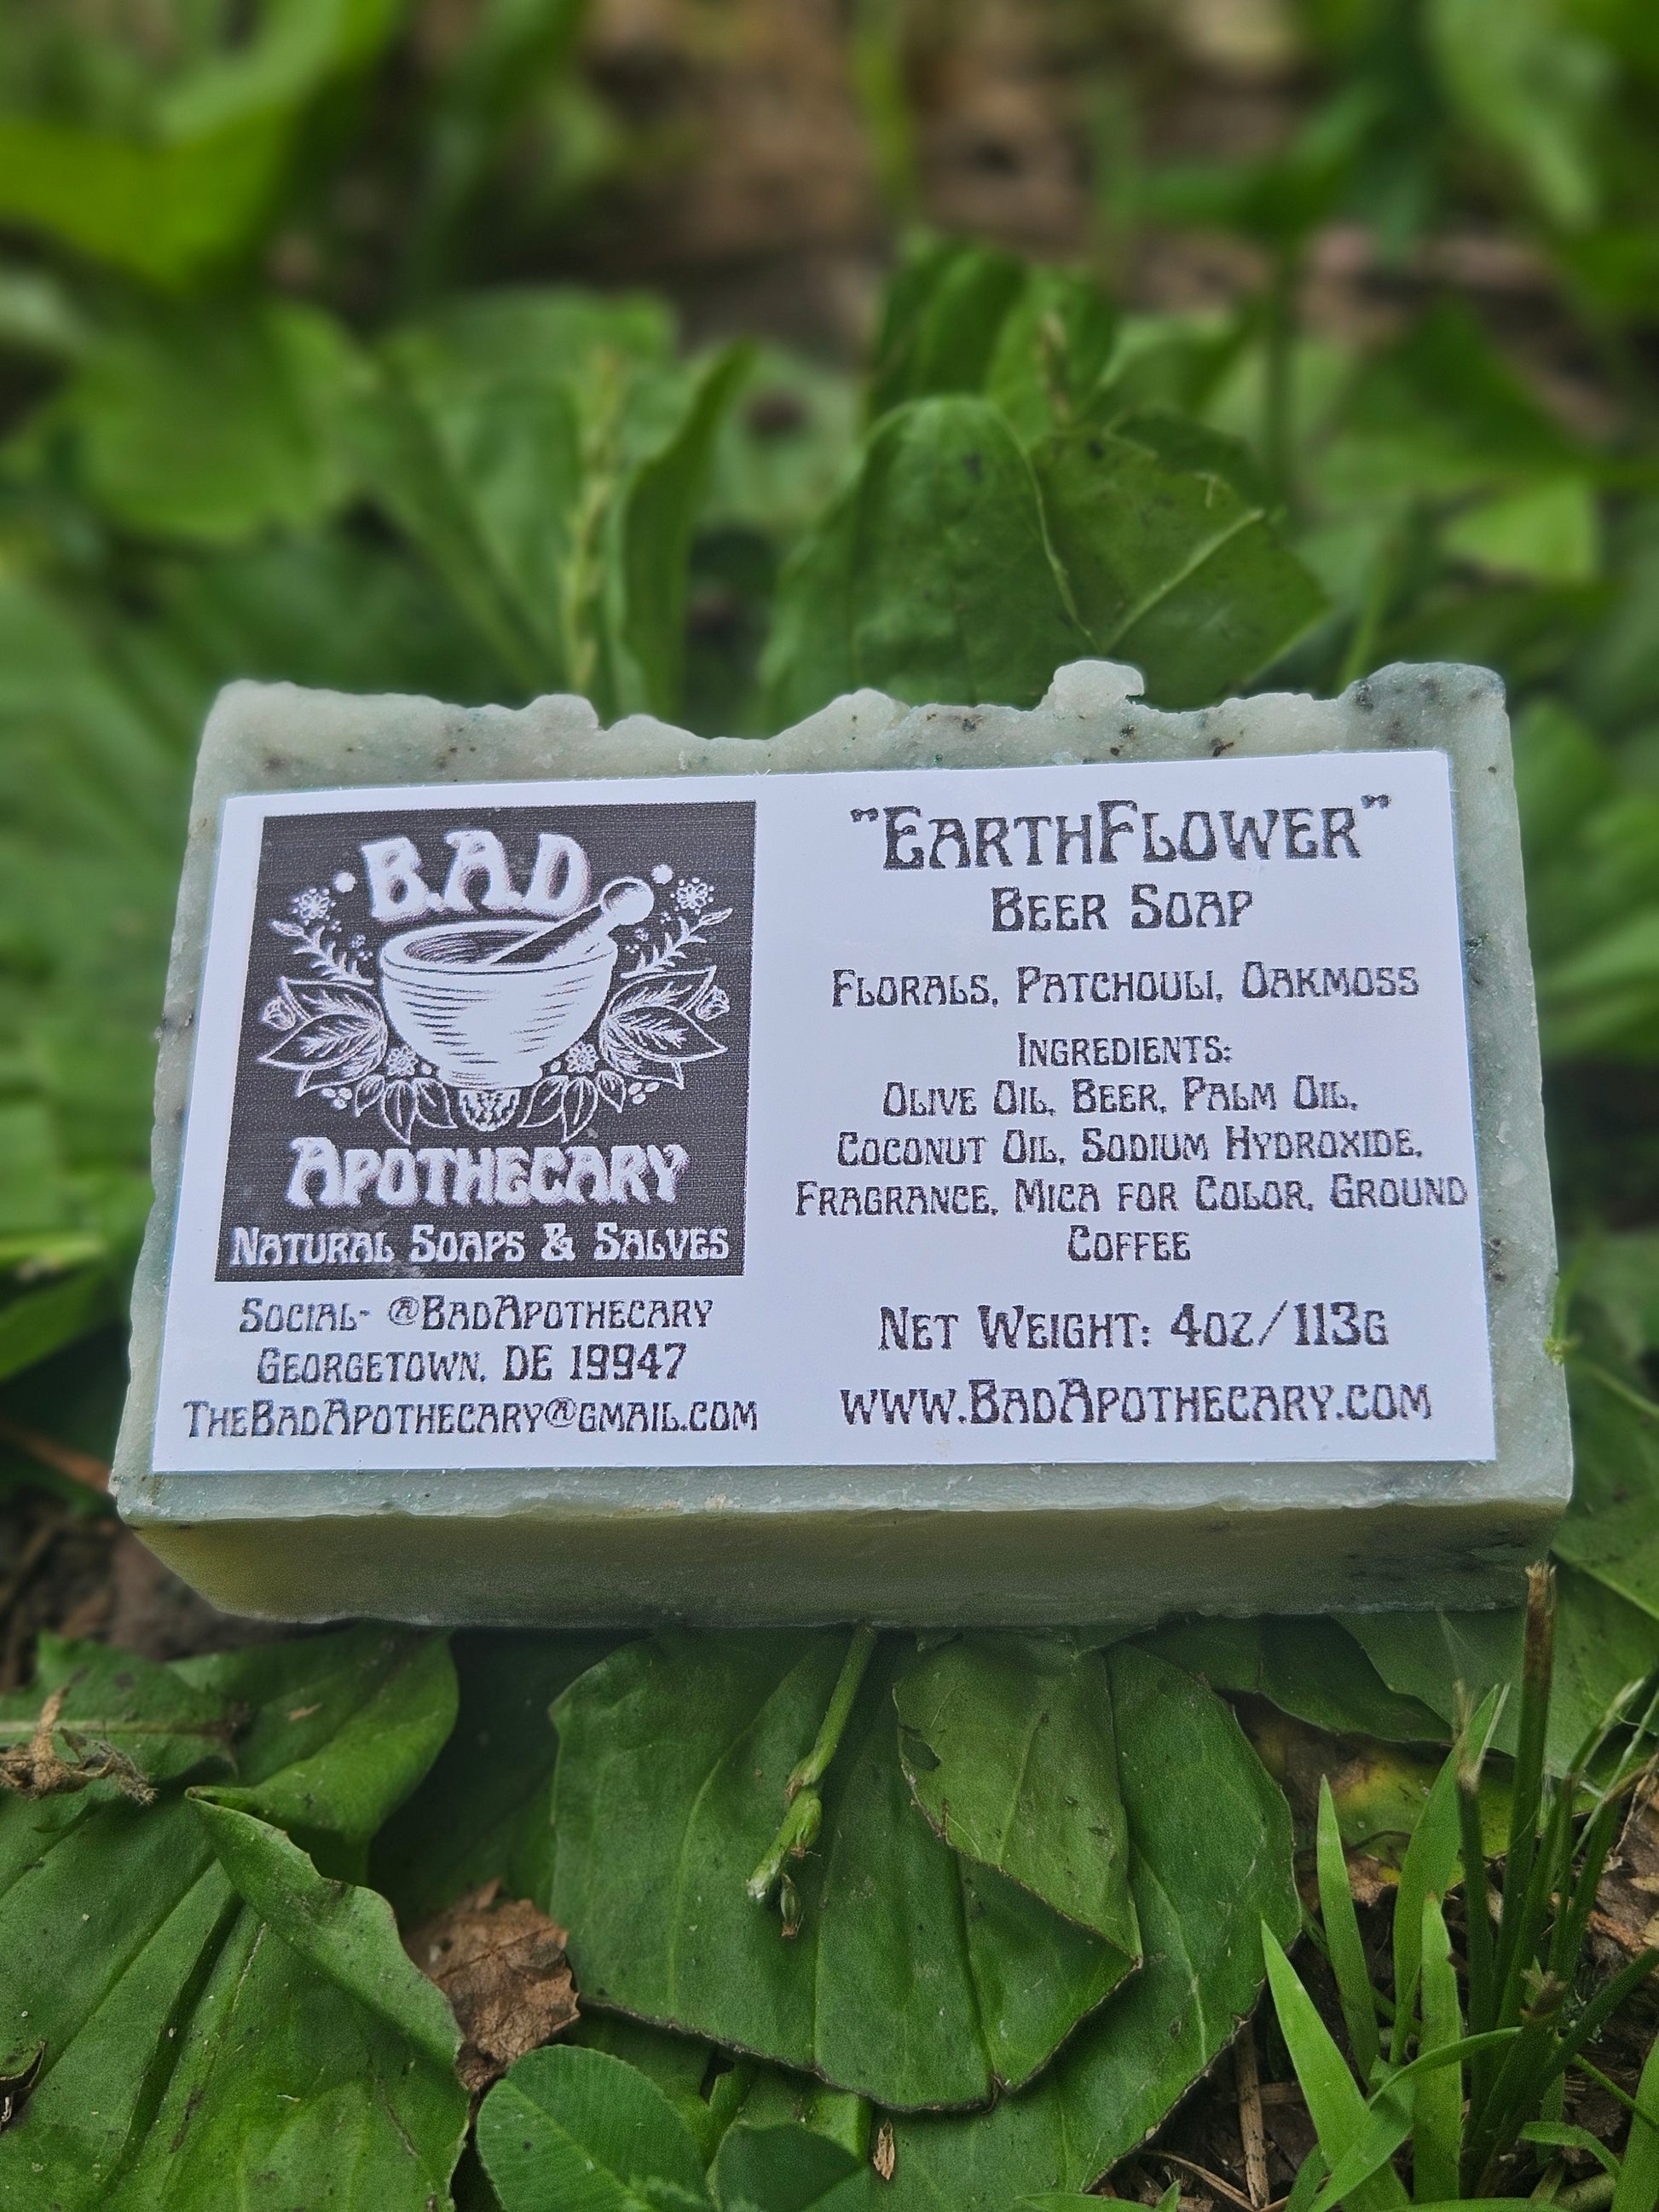 B.A.D
Apothecary
Natural Soaps & Salves
Social- @BadApothecary
Georgetown, DE 19947
TheBadApothecary@gmail.com
"EarthFlower"
Beer Soap
Florals, Patchouli, Oakmoss
Ingredients:
Olive Oil, Beer, Palm Oil,
Coconut Oil, Sodium Hydroxide,
Fragrance, Mica for Color, Ground
Coffee
Net Weight: 4oz/113g
www.BadApothecary.com